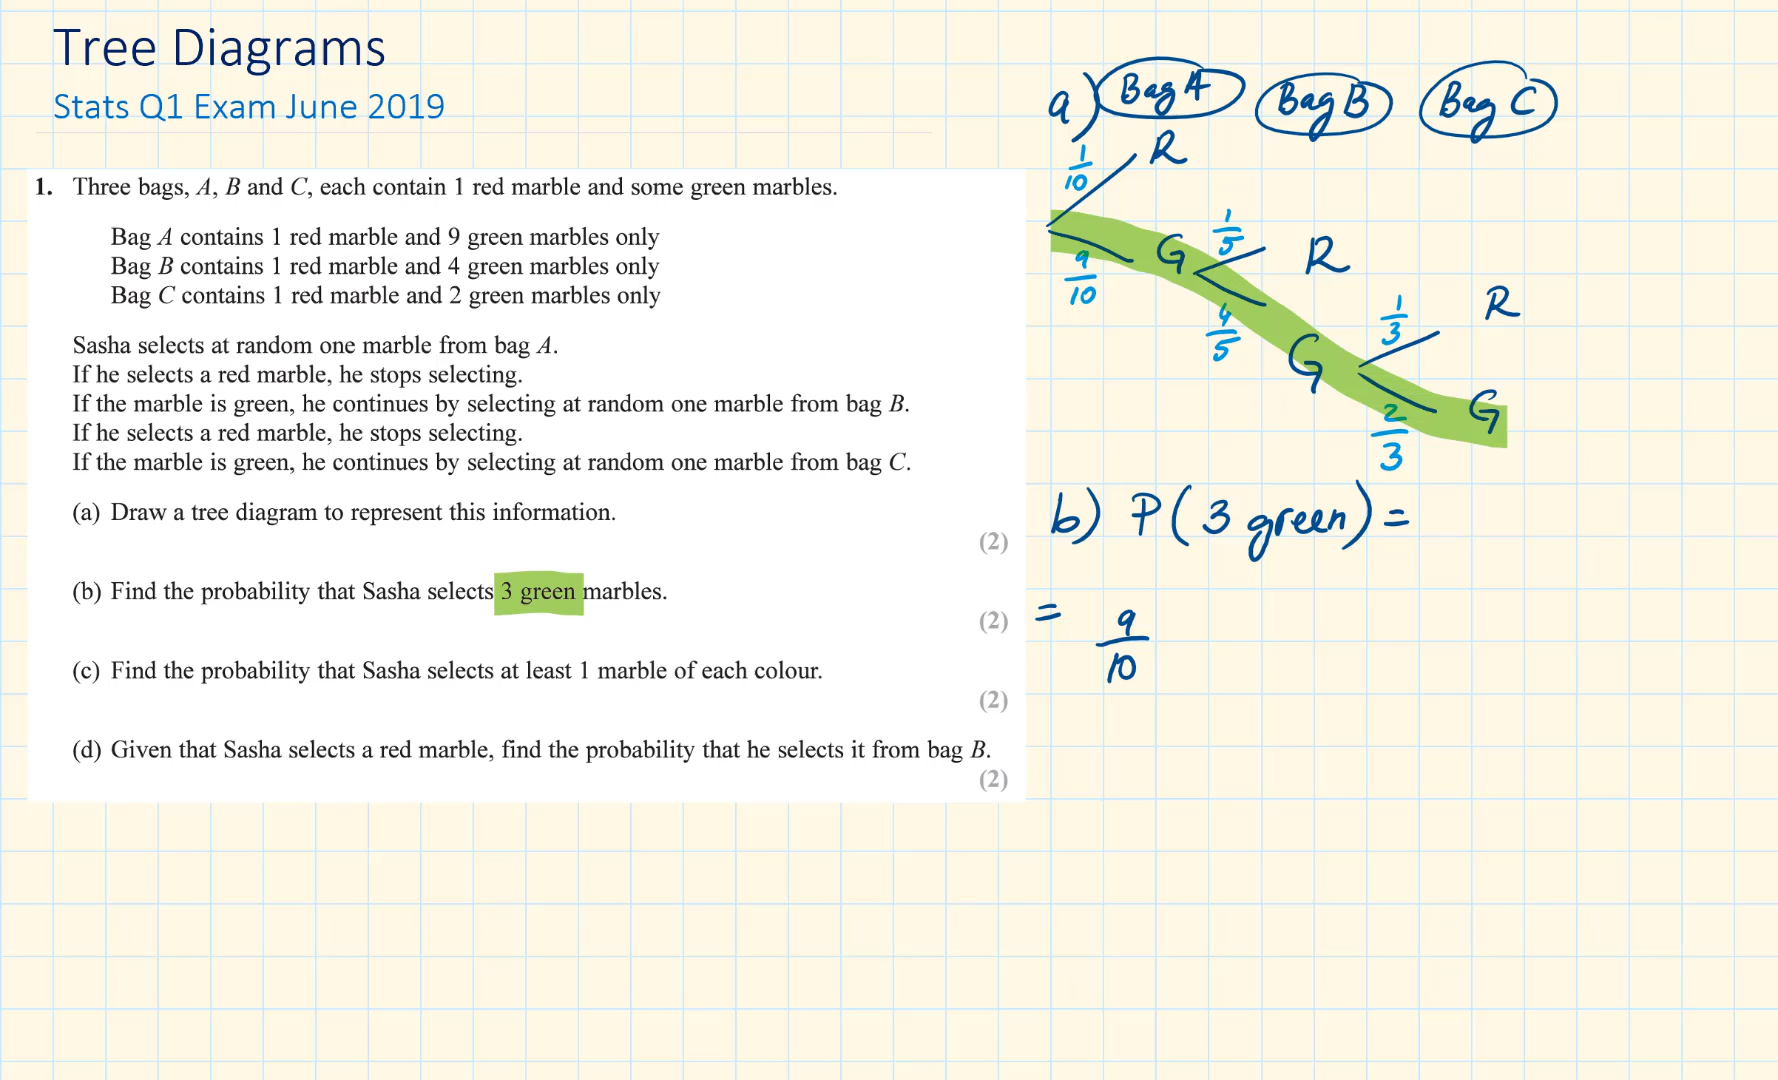 Tree Diagrams
Stats Q1 Exam June 2019
1. Three bags, A, B and C, each contain 1 red marble and some green marbles.
Bag A contains 1 red marble and 9 green marbles only
Bag B contains 1 red marble and 4 green marbles only
Bag C contains 1 red marble and 2 green marbles only
Sasha selects at random one marble from bag A.
If he selects a red marble, he stops selecting.
If the marble is green, he continues by selecting at random one marble from bag B.
If he selects a red marble, he stops selecting.
If the marble is green, he continues by selecting at random one marble from bag C.
(a) Draw a tree diagram to represent this information.
(2)
(b) Find the probability that Sasha selects 3 green marbles.
(2)
(c) Find the probability that Sasha selects at least 1 marble of each colour.
(2)
(d) Given that Sasha selects a red marble, find the probability that he selects it from bag B.
(2)
a) Bag A Bag B Bag C
1/10 R
9/10 G 1/5 R
4/5 G 1/3 R
2/3 G
b) P(3 green) =
= 9/10